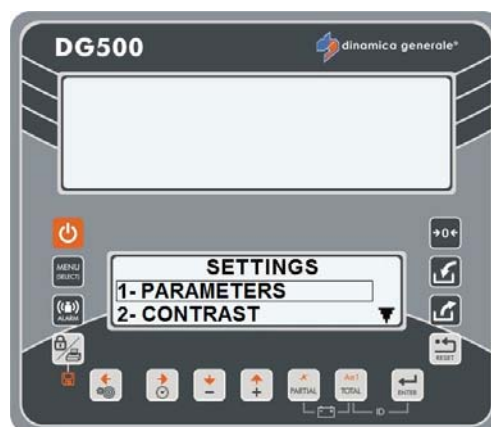 DG500
dinamica generale®
→0←
MENU
(SELECT)
ALARM
SETTINGS
1- PARAMETERS
2- CONTRAST
RESET
PARTIAL
TOTAL
ENTER
ID